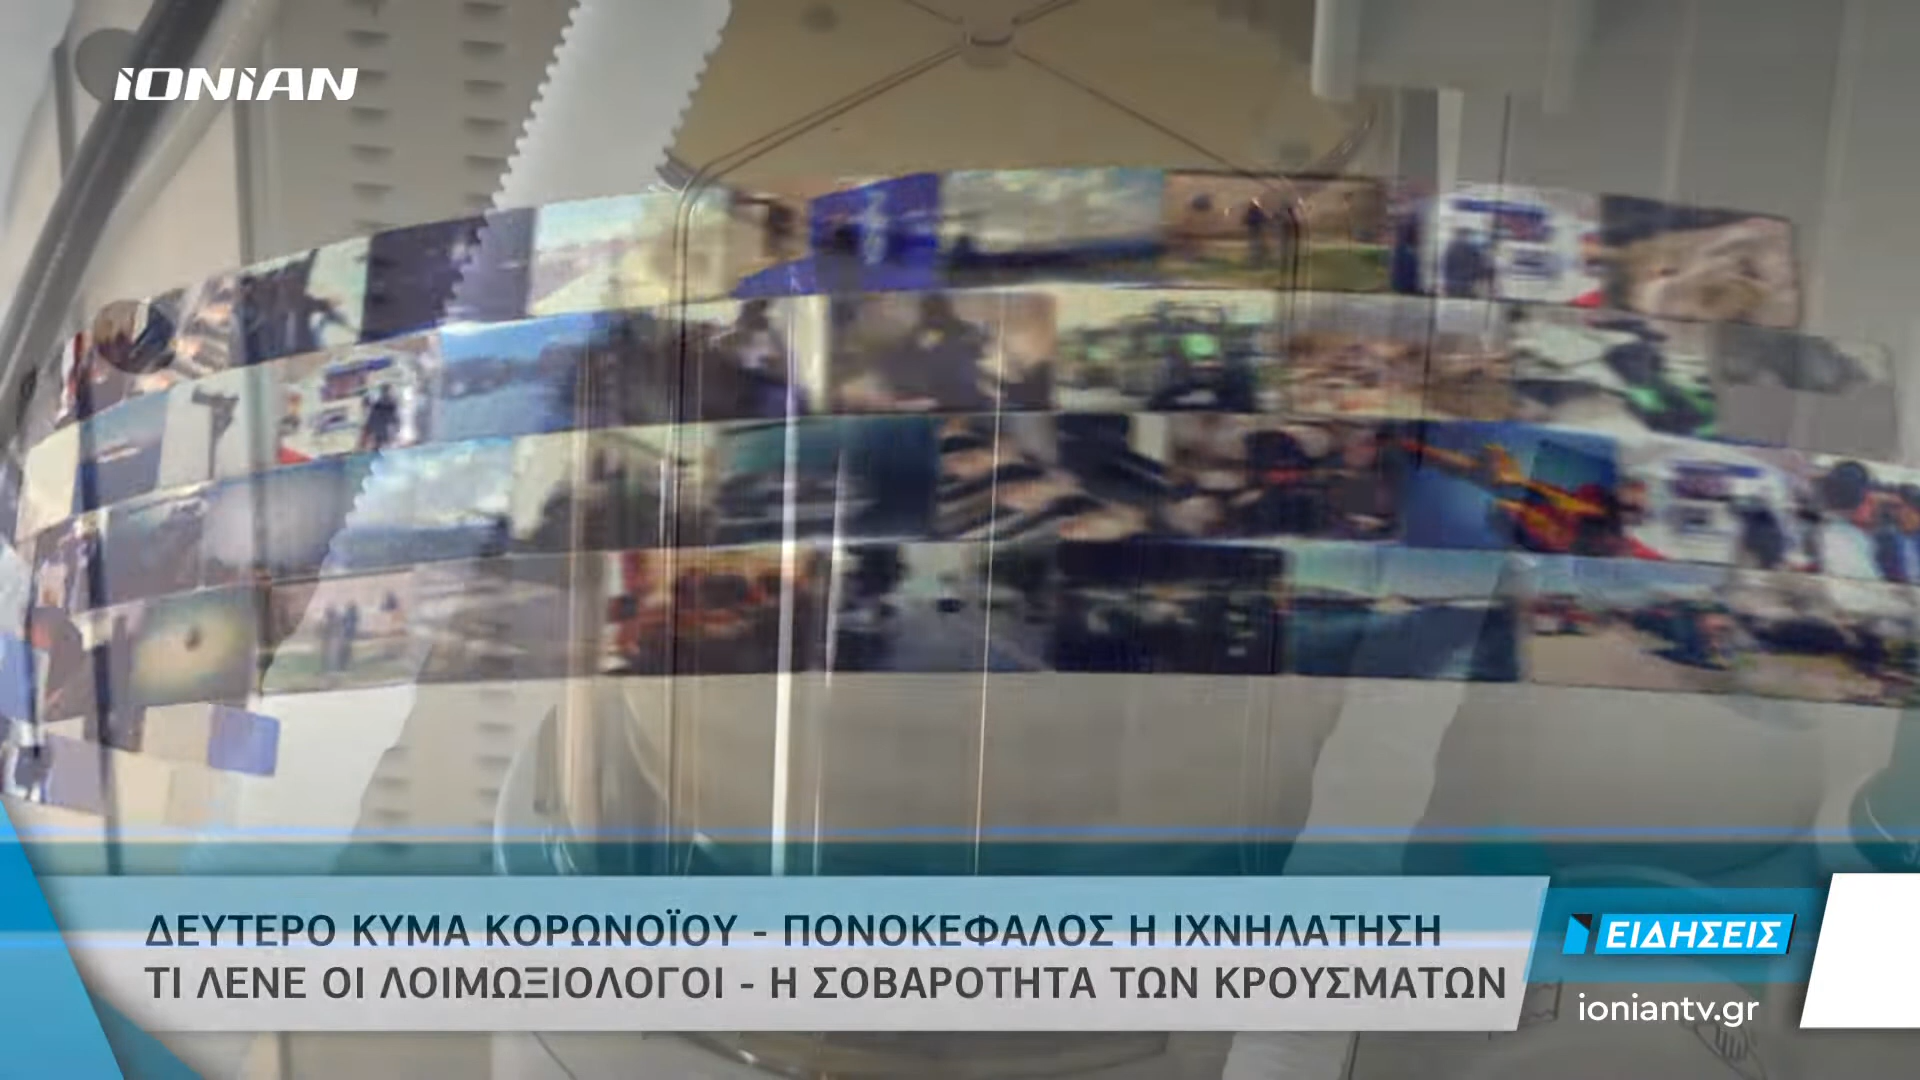 IONIAN
ΔΕΥΤΕΡΟ ΚΥΜΑ ΚΟΡΩΝΟΪΟΥ - ΠΟΝΟΚΕΦΑΛΟΣ Η ΙΧΝΗΛΑΤΗΣΗ
ΤΙ ΛΕΝΕ ΟΙ ΛΟΙΜΩΞΙΟΛΟΓΟΙ - Η ΣΟΒΑΡΟΤΗΤΑ ΤΩΝ ΚΡΟΥΣΜΑΤΩΝ
ΕΙΔΗΣΕΙΣ
ioniantv.gr